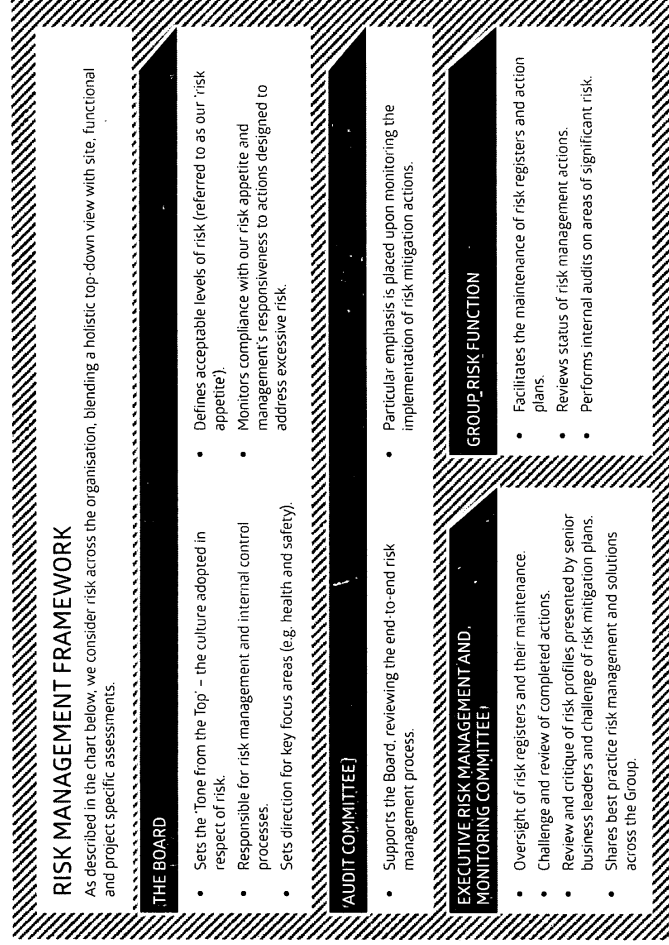 RISK MANAGEMENT FRAMEWORK
As described in the chart below, we consider risk across the organisation, blending a holistic top-down view with site, functional
and project specific assessments.
THE BOARD
• Sets the 'Tone from the Top' – the culture adopted in
respect of risk.
• Responsible for risk management and internal control
processes.
• Sets direction for key focus areas (e.g. health and safety).
• Defines acceptable levels of risk (referred to as our 'risk
appetite').
• Monitors compliance with our risk appetite and
management's responsiveness to actions designed to
address excessive risk.
AUDIT COMMITTEE
• Supports the Board, reviewing the end-to-end risk
management process.
• Particular emphasis is placed upon monitoring the
implementation of risk mitigation actions.
EXECUTIVE RISK MANAGEMENT AND
MONITORING COMMITTEE
• Oversight of risk registers and their maintenance.
• Challenge and review of completed actions.
• Review and critique of risk profiles presented by senior
business leaders and challenge of risk mitigation plans.
• Shares best practice risk management and solutions
across the Group.
GROUP RISK FUNCTION
• Facilitates the maintenance of risk registers and action
plans.
• Reviews status of risk management actions.
• Performs internal audits on areas of significant risk.